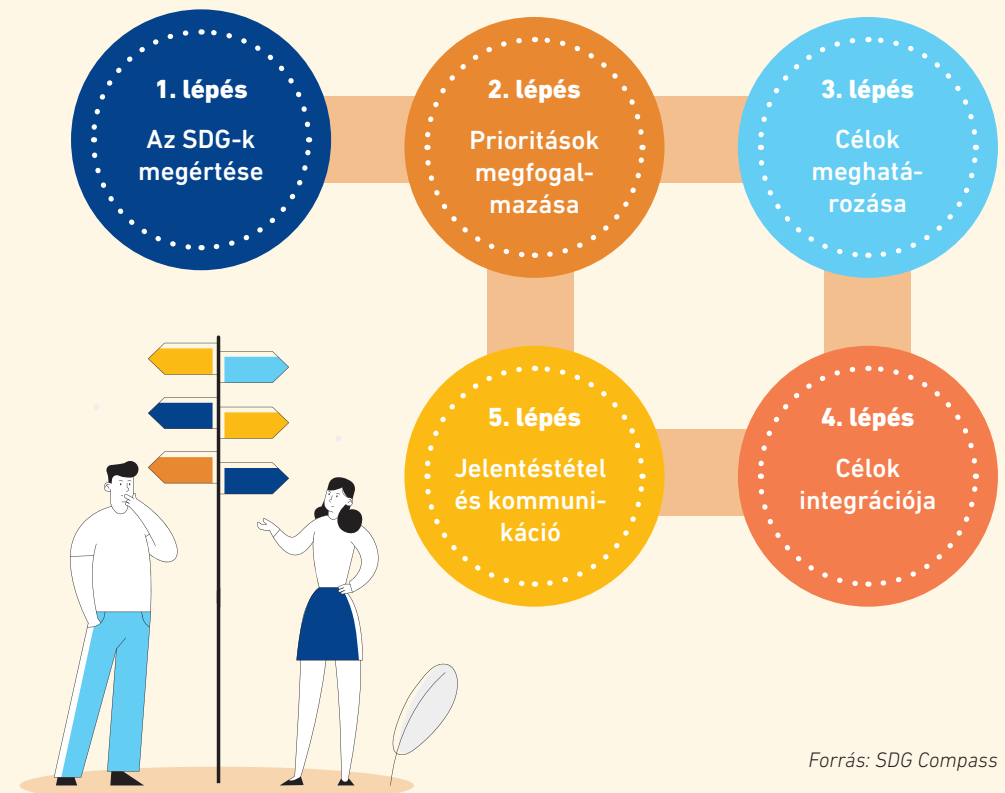 1. lépés
Az SDG-k
megértése
2. lépés
Prioritások
megfogal-
mazása
3. lépés
Célok
meghatá-
rozása
4. lépés
Célok
integrációja
5. lépés
Jelentéstétel
és kommuni-
káció
Forrás: SDG Compass